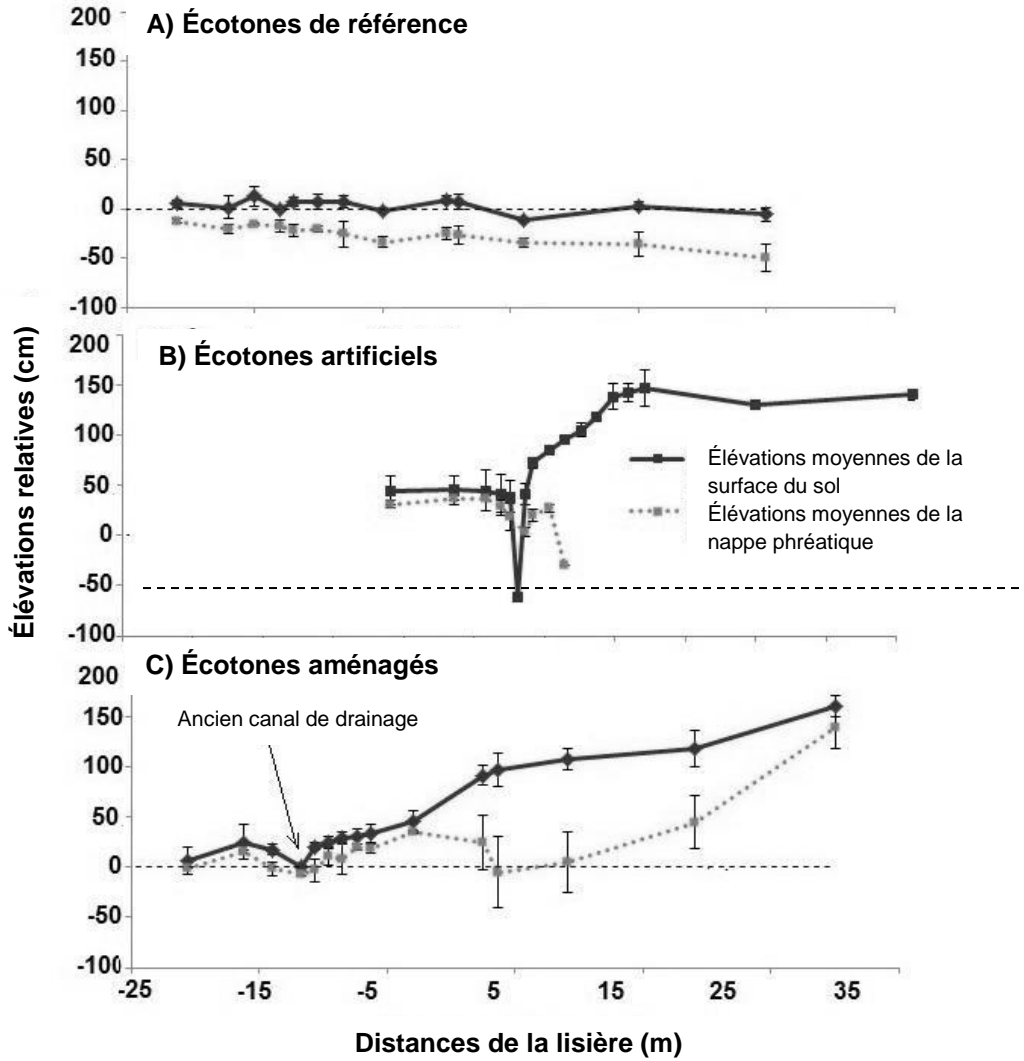 A) Écotones de référence
200
150
100
50
0
-50
-100
B) Écotones artificiels
200
150
100
50
0
-50
-100
Élévations moyennes de la
surface du sol
Élévations moyennes de la
nappe phréatique
C) Écotones aménagés
200
150
100
50
0
-50
-100
Ancien canal de drainage
-25 -15 -5 5 15 25 35
Distances de la lisière (m)
Élévations relatives (cm)